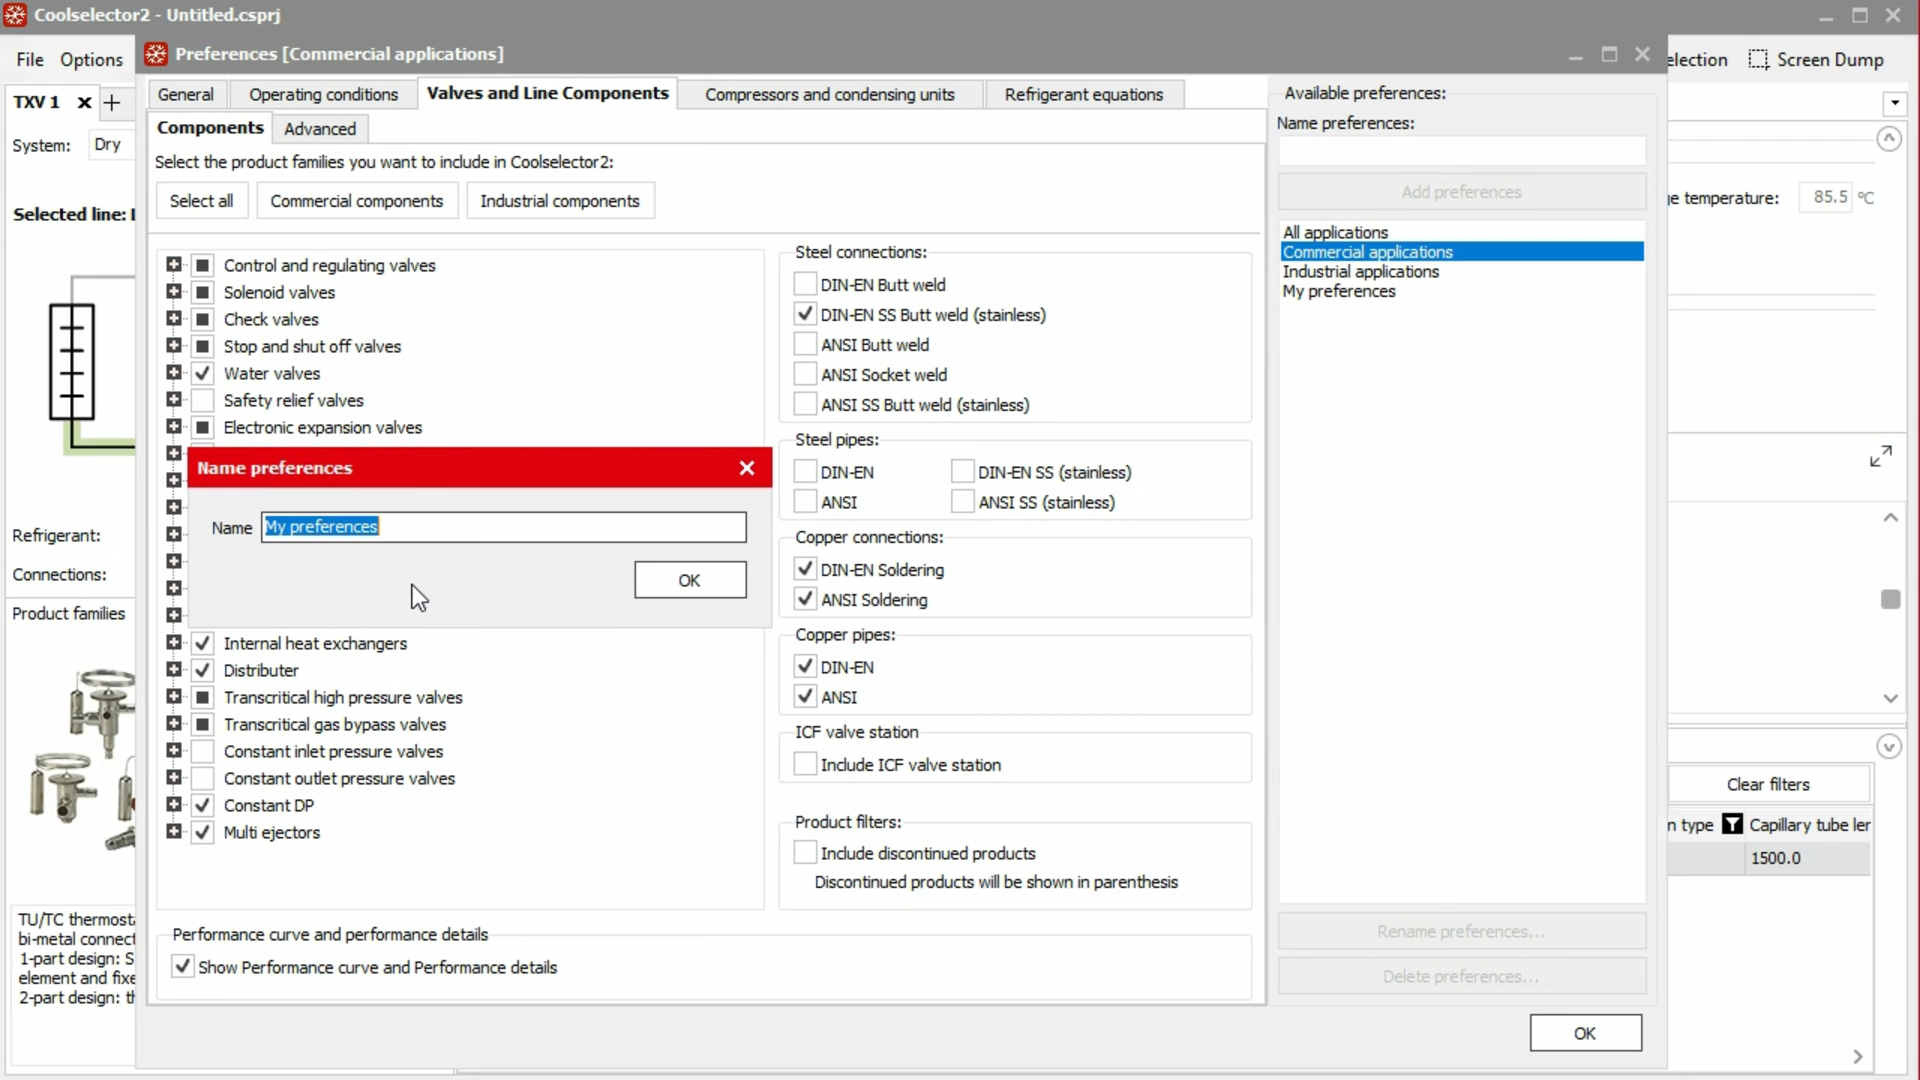 Coolselector2 - Untitled.csprj
File Options
Preferences [Commercial applications]
election
Screen Dump
TXV 1
General
Operating conditions
Valves and Line Components
Compressors and condensing units
Refrigerant equations
Components
Advanced
System:
Dry
Select the product families you want to include in Coolselector2:
Select all
Commercial components
Industrial components
Selected line:
Control and regulating valves
Solenoid valves
Check valves
Stop and shut off valves
Water valves
Safety relief valves
Electronic expansion valves
Name preferences
Name
My preferences
OK
Internal heat exchangers
Distributer
Transcritical high pressure valves
Transcritical gas bypass valves
Constant inlet pressure valves
Constant outlet pressure valves
Constant DP
Multi ejectors
Performance curve and performance details
Show Performance curve and Performance details
Steel connections:
DIN-EN Butt weld
DIN-EN SS Butt weld (stainless)
ANSI Butt weld
ANSI Socket weld
ANSI SS Butt weld (stainless)
Steel pipes:
DIN-EN
DIN-EN SS (stainless)
ANSI
ANSI SS (stainless)
Copper connections:
DIN-EN Soldering
ANSI Soldering
Copper pipes:
DIN-EN
ANSI
ICF valve station
Include ICF valve station
Product filters:
Include discontinued products
Discontinued products will be shown in parenthesis
Available preferences:
Name preferences:
Add preferences
All applications
Commercial applications
Industrial applications
My preferences
Rename preferences...
Delete preferences...
OK
Refrigerant:
Connections:
Product families
TU/TC thermosta
bi-metal connect
1-part design: S
element and fixe
2-part design: th
ge temperature:
85.5 °C
Clear filters
n type
Capillary tube ler
1500.0